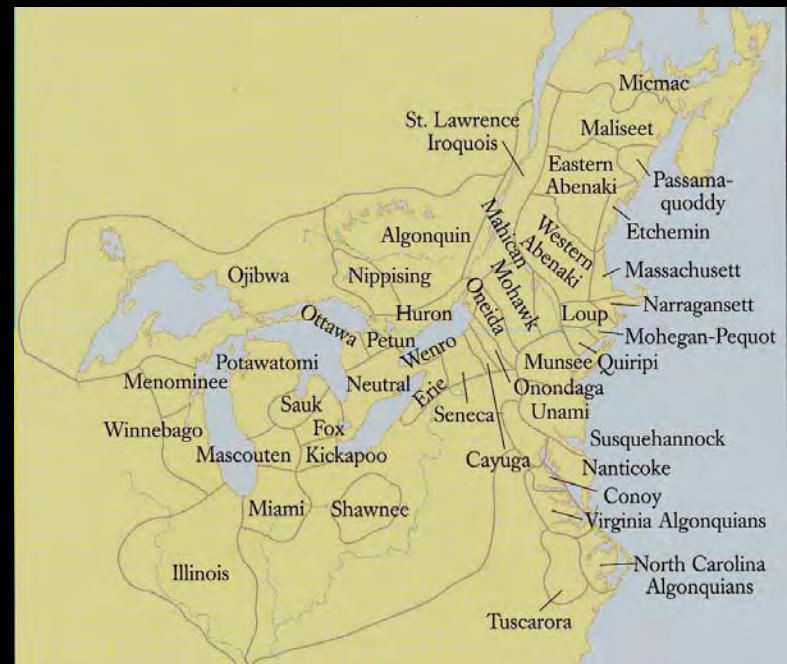 Micmac
St. Lawrence
Iroquois
Maliseet
Eastern
Abenaki
Passama-
quoddy
Etchemin
Algonquin
Mahican
Western
Abenaki
Ojibwa
Nippising
Mohawk
Massachusett
Huron
Oneida
Loup
Narragansett
Ottawa
Petun
Wenro
Mohegan-Pequot
Potawatomi
Munsee
Quiripi
Menominee
Neutral
Erie
Onondaga
Sauk
Seneca
Unami
Winnebago
Fox
Susquehannock
Mascouten
Kickapoo
Cayuga
Nanticoke
Conoy
Miami
Shawnee
Virginia Algonquians
Illinois
North Carolina
Algonquians
Tuscarora